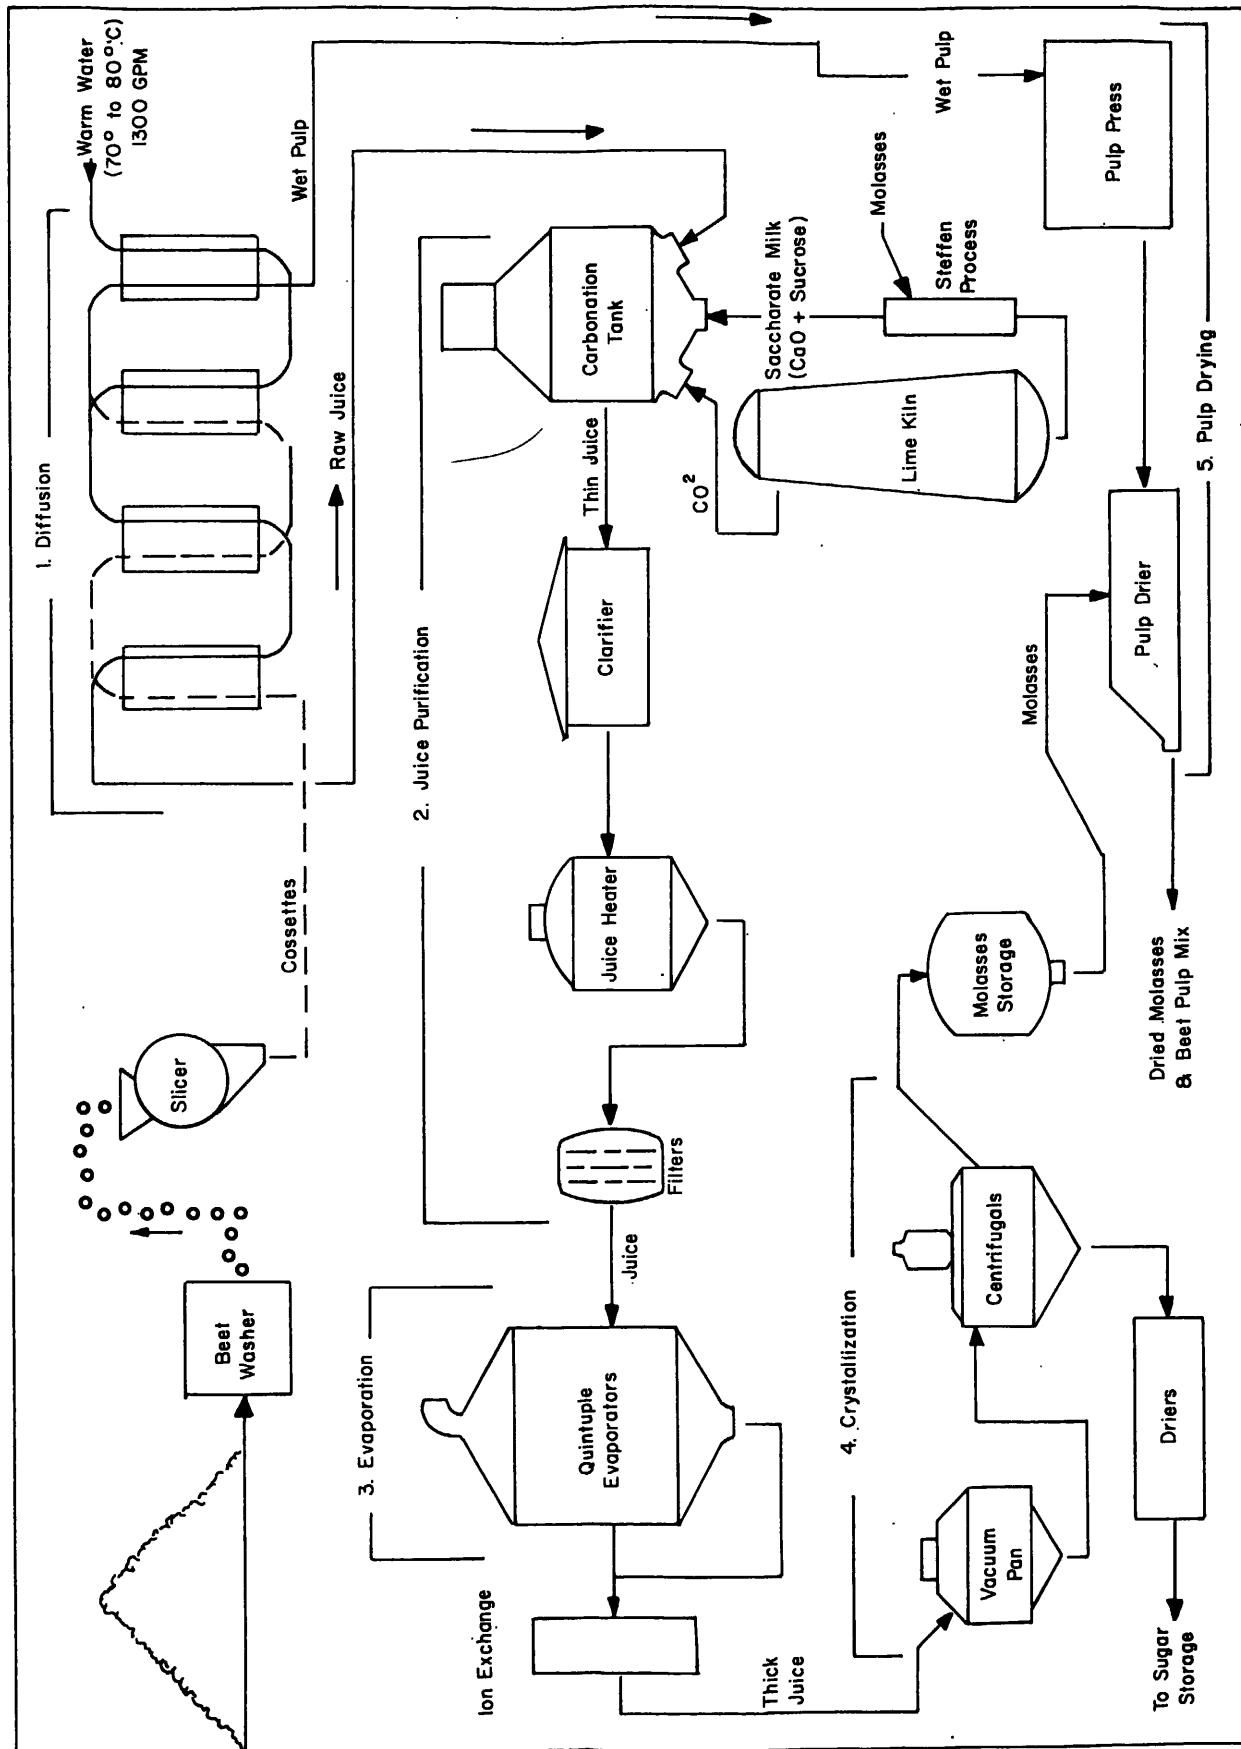 1. Diffusion
Warm Water
(70° to 80°C)
1300 GPM
Wet Pulp
Raw Juice
Cossettes
Slicer
Beet
Washer
2. Juice Purification
Carbonation
Tank
Thin Juice
Clarifier
Juice Heater
Filters
Juice
Saccharate Milk
(CaO + Sucrose)
Molasses
Steffen
Process
CO²
Lime Kiln
3. Evaporation
Quintuple
Evaporators
Ion Exchange
Thick
Juice
4. Crystallization
Vacuum
Pan
Centrifugals
Driers
To Sugar
Storage
Molasses
Storage
Molasses
Wet Pulp
Pulp Press
Pulp Drier
5. Pulp Drying
Dried Molasses
& Beet Pulp Mix